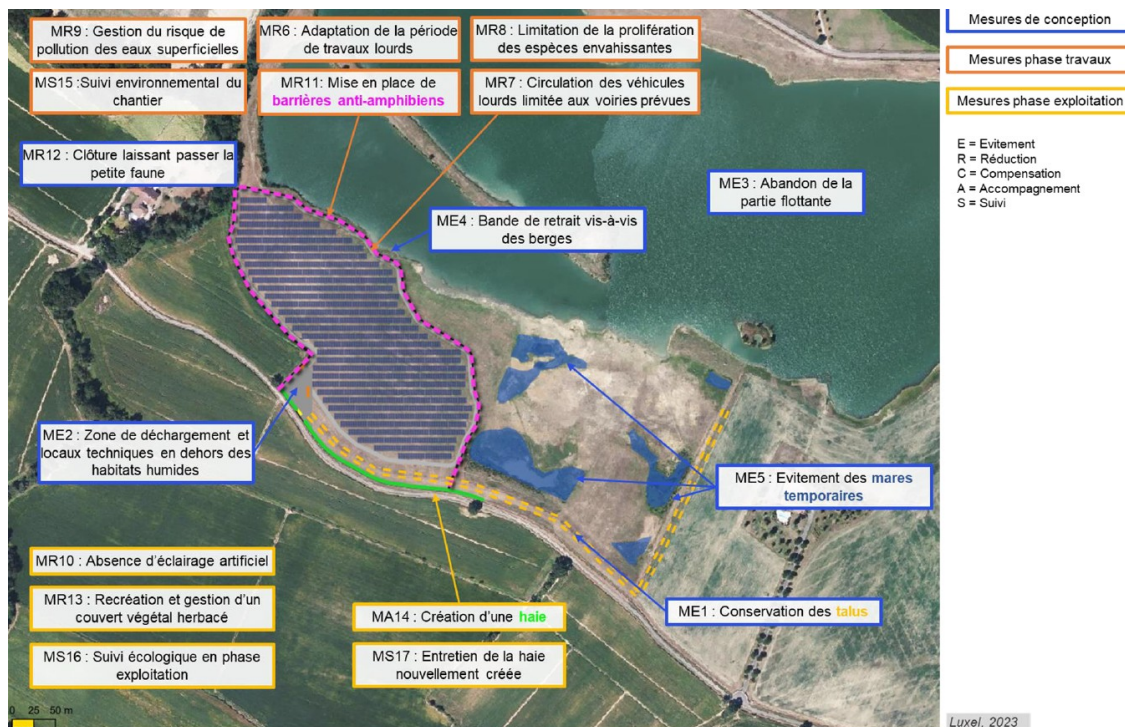 MR9 : Gestion du risque de
pollution des eaux superficielles
MR6 : Adaptation de la période
de travaux lourds
MR8 : Limitation de la prolifération
des espèces envahissantes
MS15 :Suivi environnemental du
chantier
MR11: Mise en place de
barrières anti-amphibiens
MR7 : Circulation des véhicules
lourds limitée aux voiries prévues
MR12 : Clôture laissant passer la
petite faune
ME3 : Abandon de la
partie flottante
ME4 : Bande de retrait vis-à-vis
des berges
ME2 : Zone de déchargement et
locaux techniques en dehors des
habitats humides
ME5 : Evitement des mares
temporaires
MR10 : Absence d'éclairage artificiel
MR13 : Recréation et gestion d'un
couvert végétal herbacé
MS16 : Suivi écologique en phase
exploitation
MA14 : Création d'une haie
MS17 : Entretien de la haie
nouvellement créée
ME1 : Conservation des talus
0 25 50 m
Mesures de conception
Mesures phase travaux
Mesures phase exploitation
E = Evitement
R = Réduction
C = Compensation
A = Accompagnement
S = Suivi
Luxel, 2023